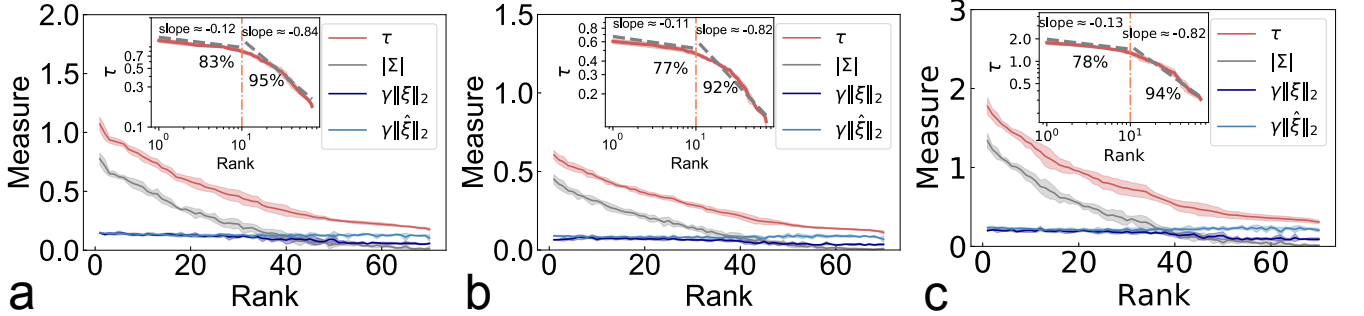 2.0
1.5
1.0
0.5
0.0
Measure
0 20 40 60
Rank
a
slope ≈ -0.12 slope ≈ -0.84
83%
95%
τ
0.7
0.5
0.3
0.1
10⁰ 10¹
Rank
τ
|Σ|
γ‖ξ‖₂
γ‖ξ̂‖₂
1.5
1.0
0.5
0.0
Measure
0 20 40 60
Rank
b
slope ≈ -0.11
slope ≈ -0.82
77%
92%
τ
0.6
0.4
0.3
0.2
10⁰ 10¹
Rank
τ
|Σ|
γ‖ξ‖₂
γ‖ξ̂‖₂
3
2
1
0
Measure
0 20 40 60
Rank
c
slope ≈ -0.13
slope ≈ -0.82
78%
94%
τ
2.0
1.0
0.5
10⁰ 10¹
Rank
τ
|Σ|
γ‖ξ‖₂
γ‖ξ̂‖₂